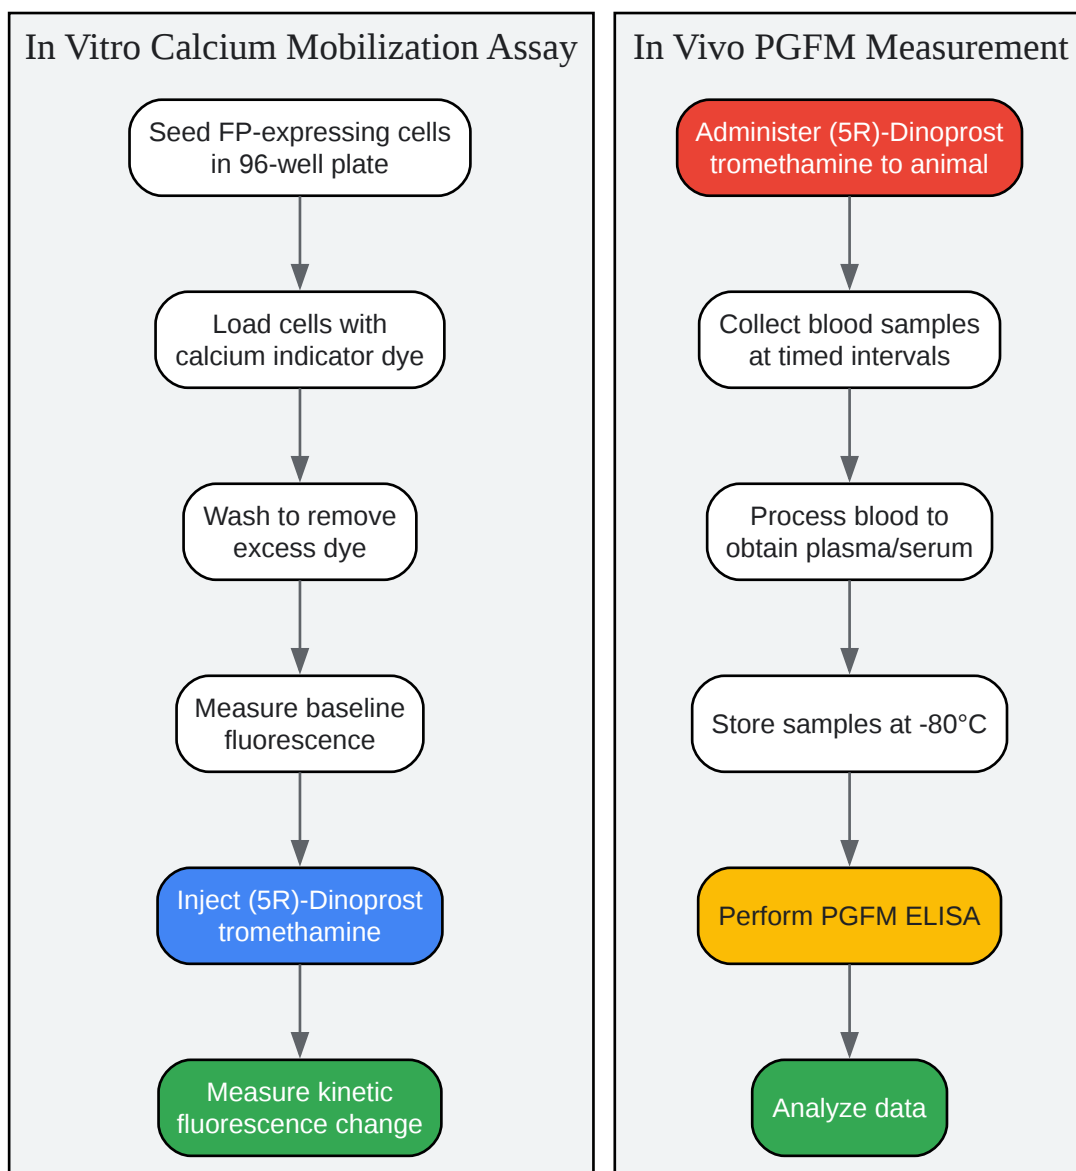 In Vitro Calcium Mobilization Assay
Seed FP-expressing cells
in 96-well plate
Load cells with
calcium indicator dye
Wash to remove
excess dye
Measure baseline
fluorescence
Inject (5R)-Dinoprost
tromethamine
Measure kinetic
fluorescence change
In Vivo PGFM Measurement
Administer (5R)-Dinoprost
tromethamine to animal
Collect blood samples
at timed intervals
Process blood to
obtain plasma/serum
Store samples at -80°C
Perform PGFM ELISA
Analyze data